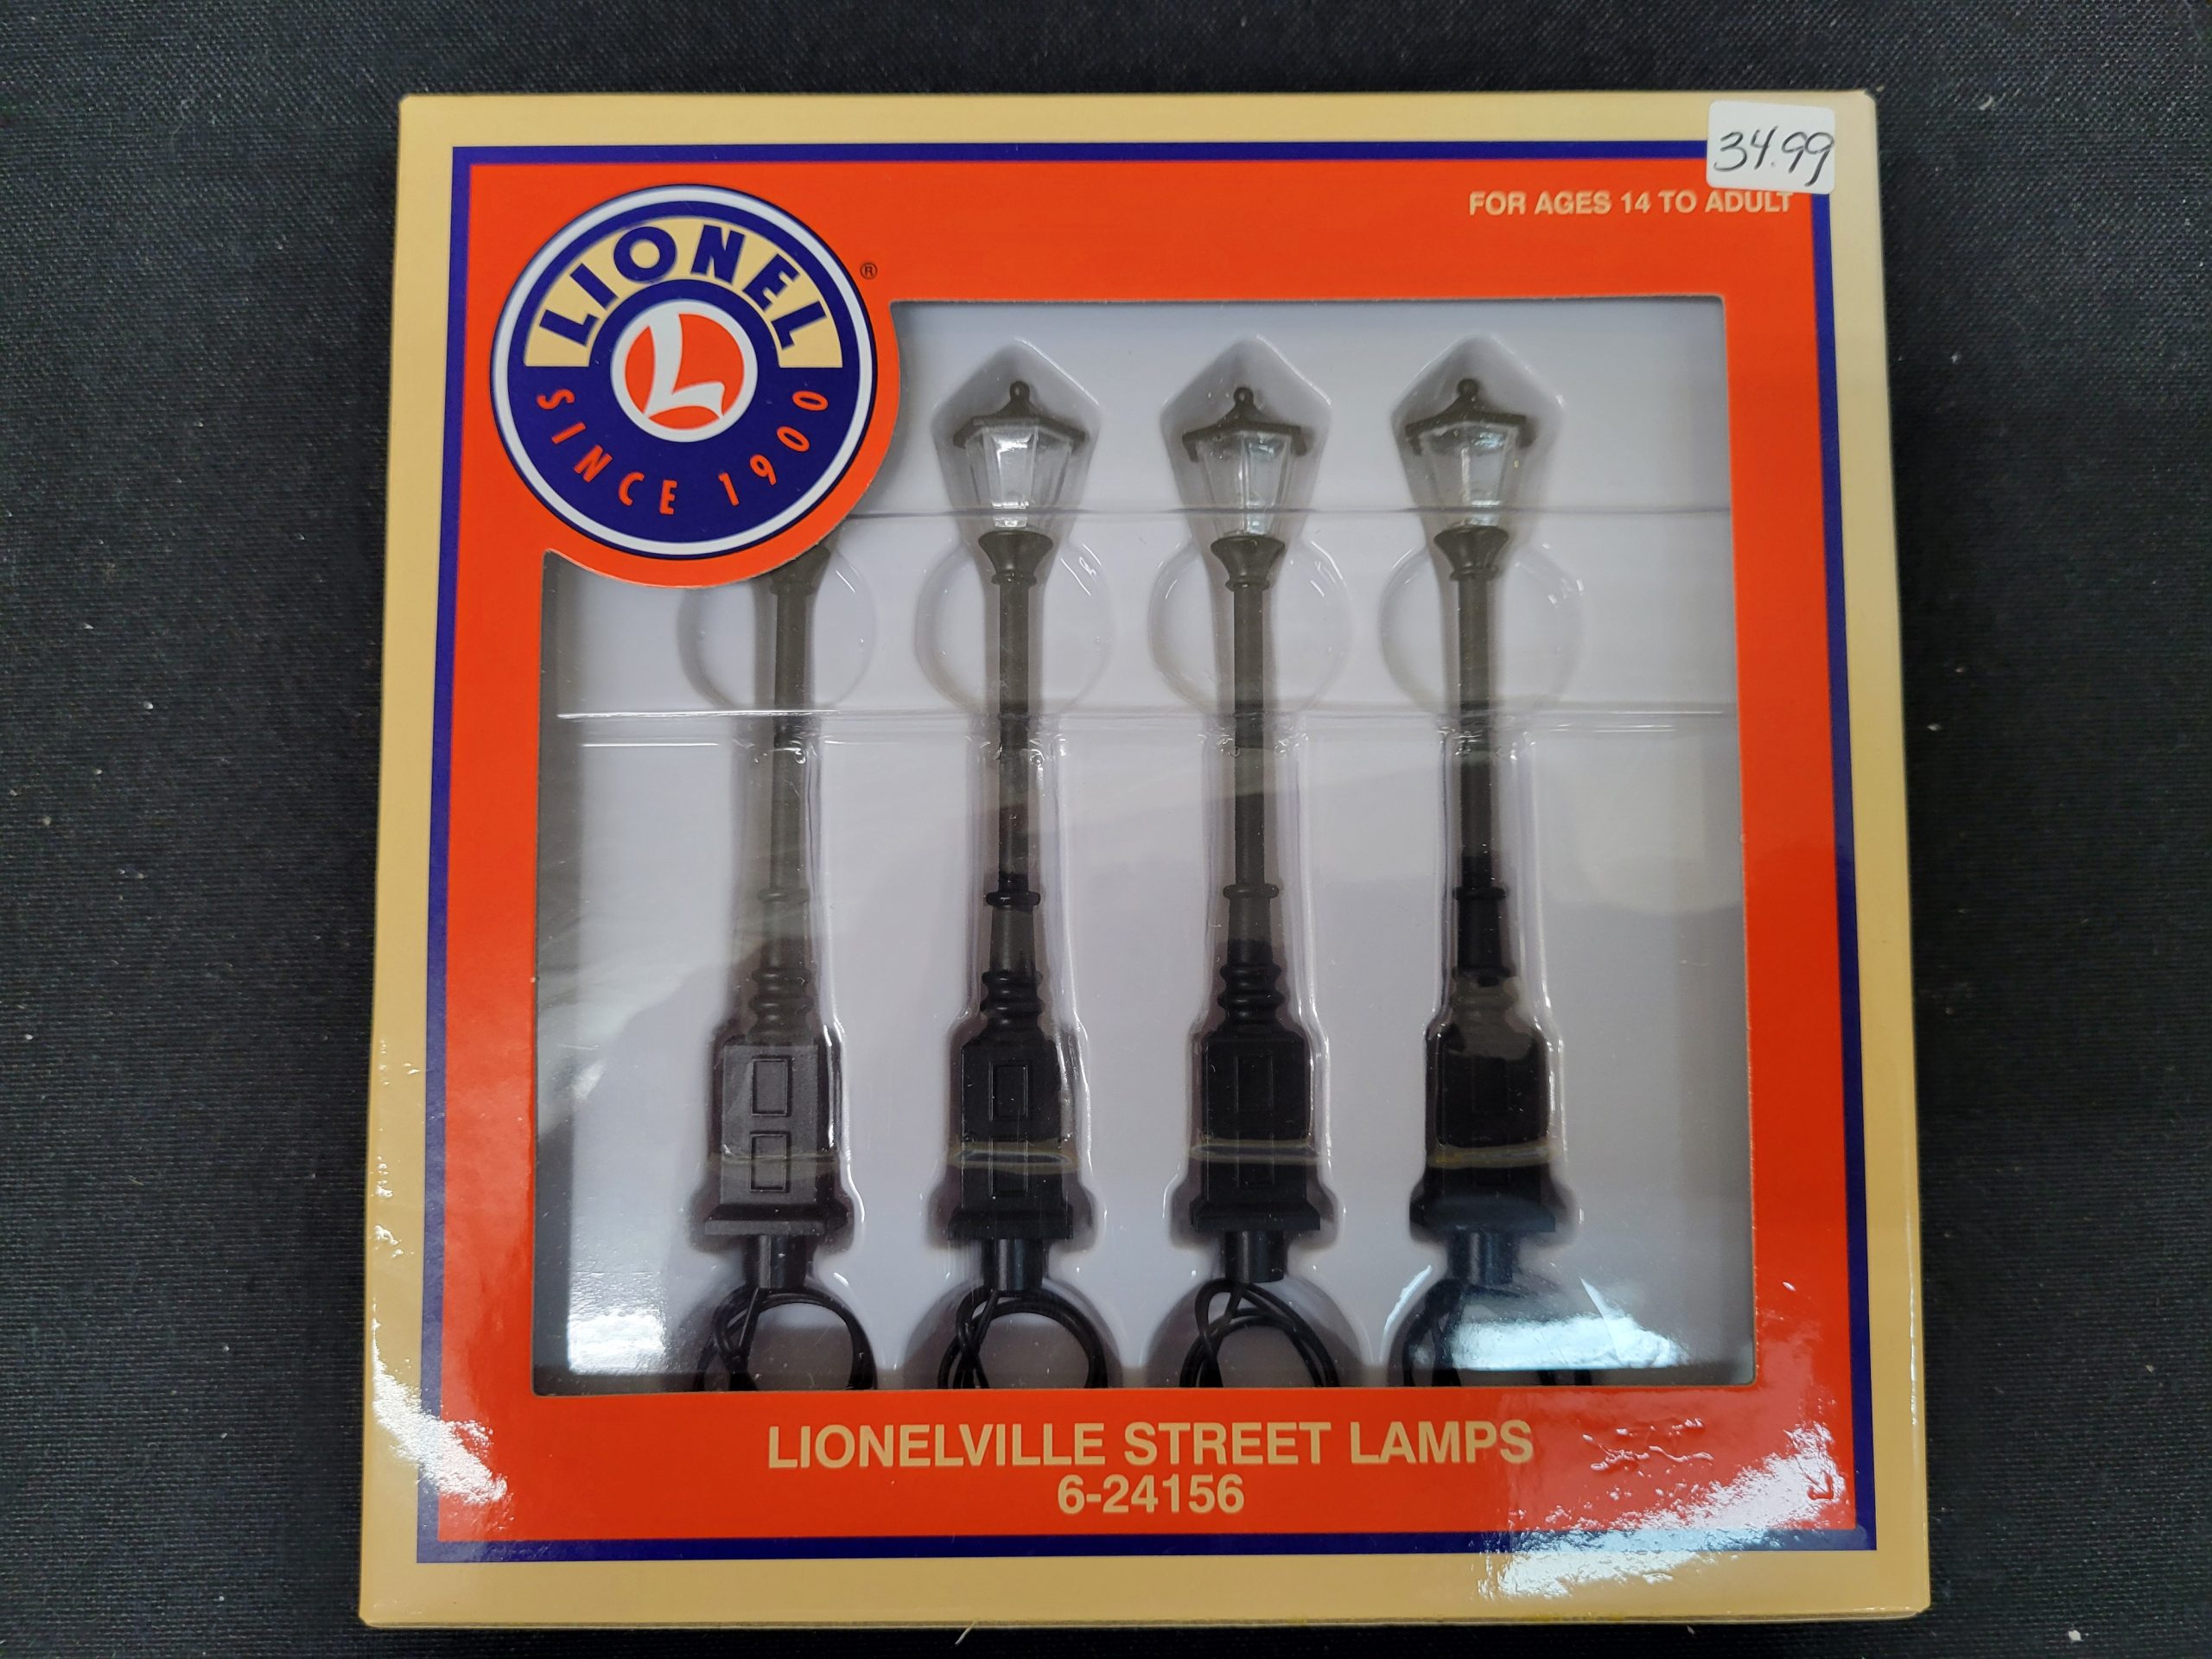 34.99
FOR AGES 14 TO ADULT
LIONEL
®
L
SINCE 1900
LIONELVILLE STREET LAMPS
6-24156